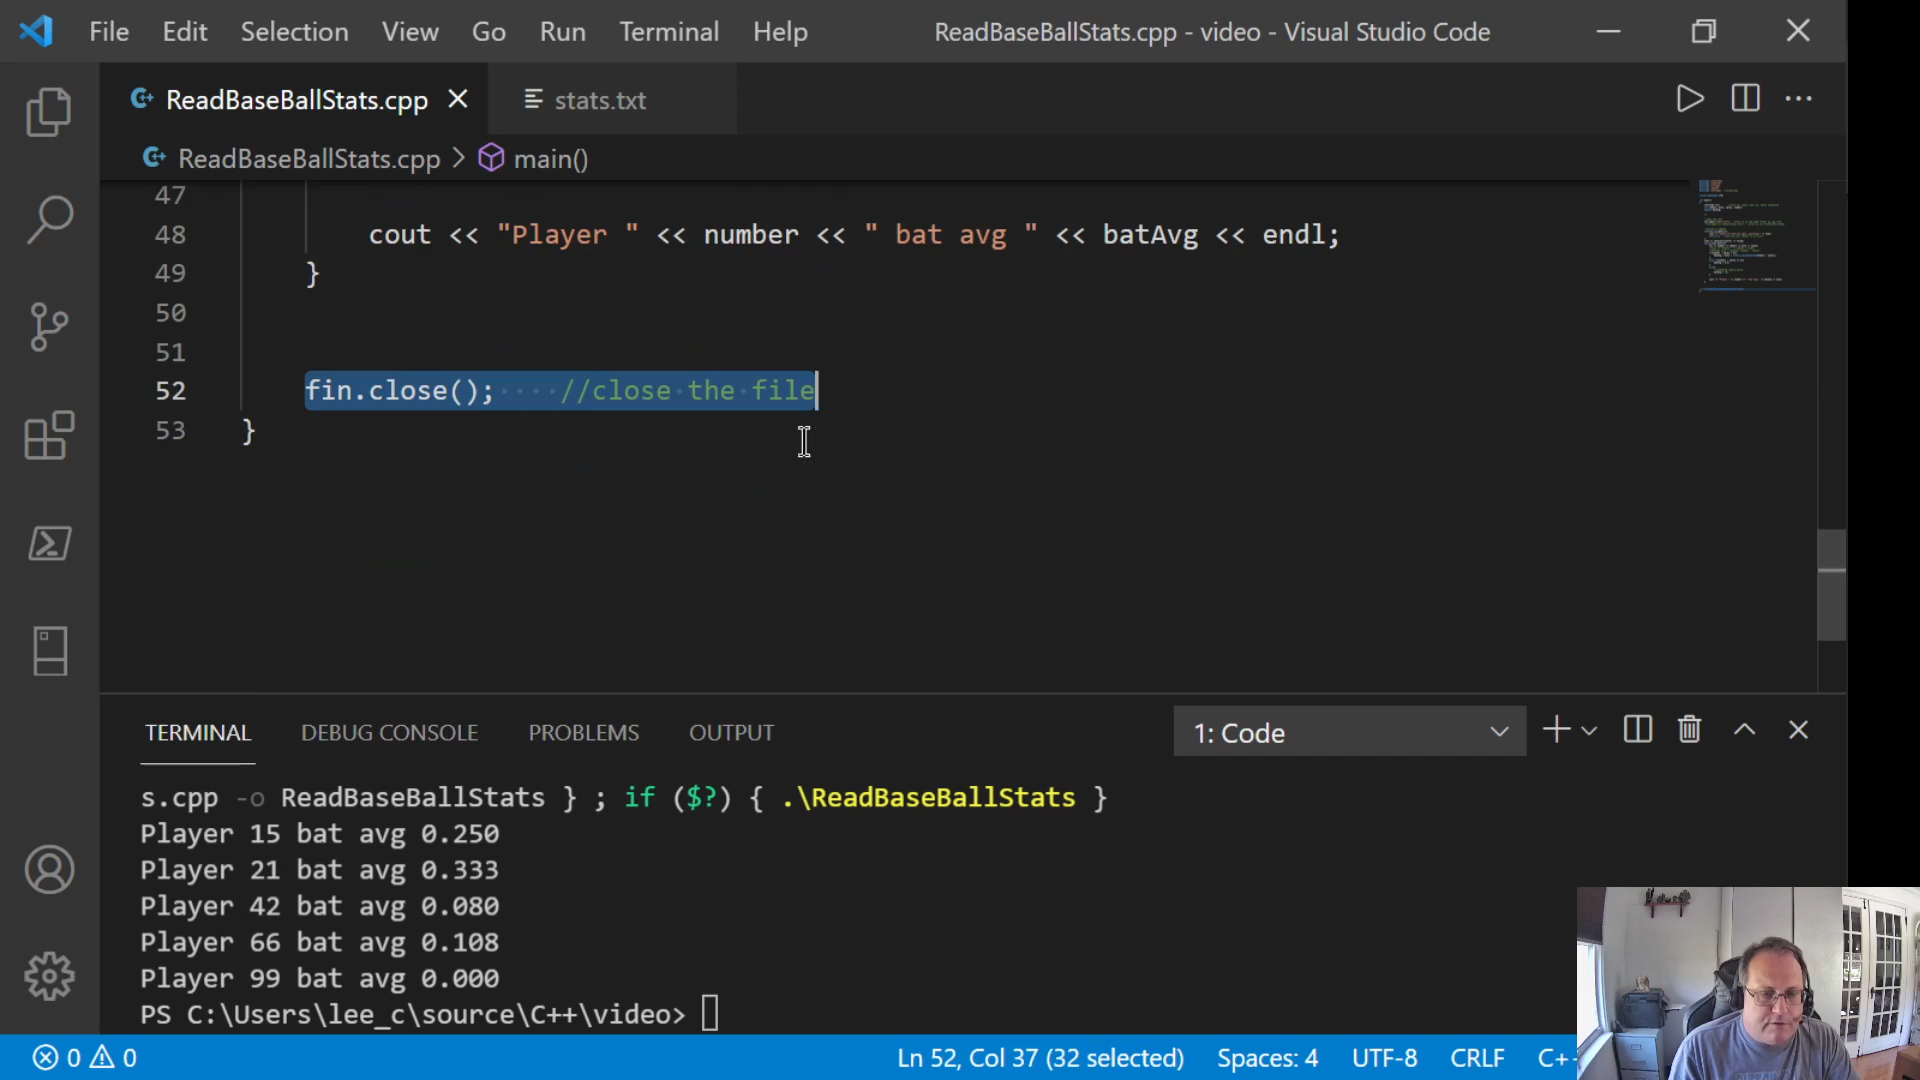 File Edit Selection View Go Run Terminal Help ReadBaseBallStats.cpp - video - Visual Studio Code
ReadBaseBallStats.cpp stats.txt
ReadBaseBallStats.cpp > main()
47
48 cout << "Player " << number << " bat avg " << batAvg << endl;
49 }
50
51
52 fin.close(); //close the file
53 }
TERMINAL DEBUG CONSOLE PROBLEMS OUTPUT 1: Code
s.cpp -o ReadBaseBallStats } ; if ($?) { .\ReadBaseBallStats }
Player 15 bat avg 0.250
Player 21 bat avg 0.333
Player 42 bat avg 0.080
Player 66 bat avg 0.108
Player 99 bat avg 0.000
PS C:\Users\lee_c\source\C++\video>
0 0 Ln 52, Col 37 (32 selected) Spaces: 4 UTF-8 CRLF